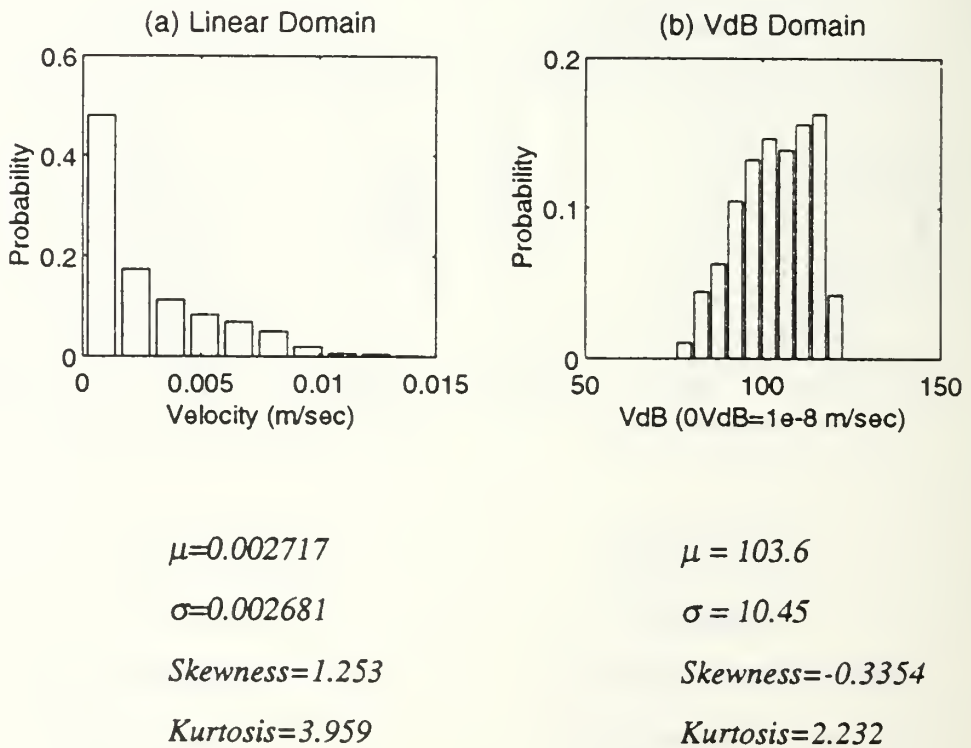 (a) Linear Domain
0.6
0.4
0.2
0
Probability
0
0.005
0.01
0.015
Velocity (m/sec)
(b) VdB Domain
0.2
0.1
0
Probability
50
100
150
VdB (0VdB=1e-8 m/sec)
μ=0.002717
σ=0.002681
Skewness=1.253
Kurtosis=3.959
μ = 103.6
σ = 10.45
Skewness=-0.3354
Kurtosis=2.232